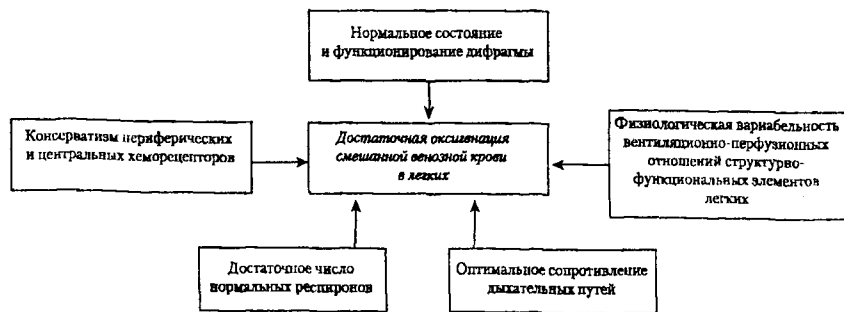 Нормальное состояние
и функционирование дифрагмы
Консерватизм периферических
и центральных хеморецепторов
Достаточная оксигенация
смешанной венозной крови
в легких
Физиологическая вариабельность
вентиляционно-перфузионных
отношений структурно-
функциональных элементов
легких
Достаточное число
нормальных респиронов
Оптимальное сопротивление
дыхательных путей